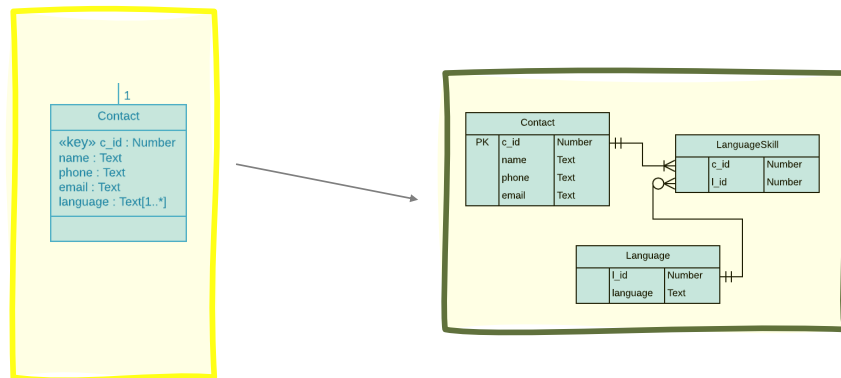 1
Contact
«key» c_id : Number
name : Text
phone : Text
email : Text
language : Text[1..*]
Contact
PK c_id Number
name Text
phone Text
email Text
LanguageSkill
c_id Number
l_id Number
Language
l_id Number
language Text